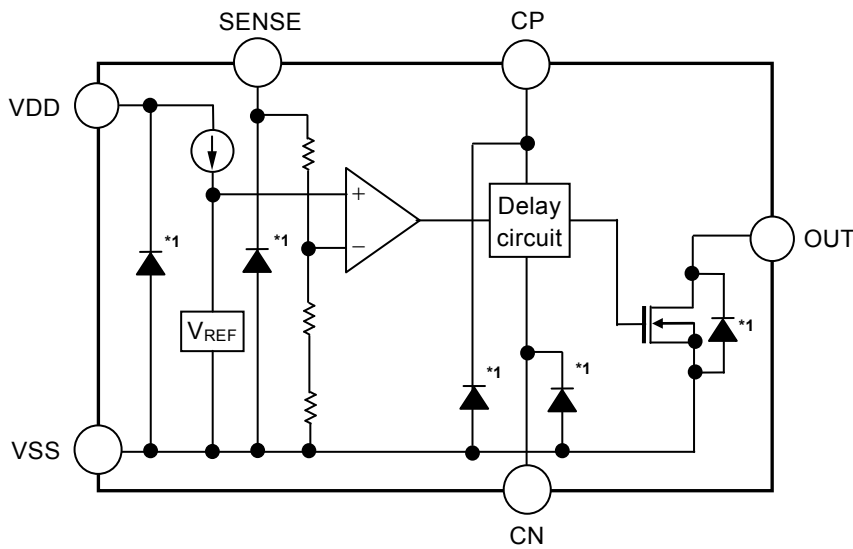 SENSE
CP
VDD
*1
*1
+
−
Delay
circuit
OUT
VREF
*1
*1
*1
VSS
CN